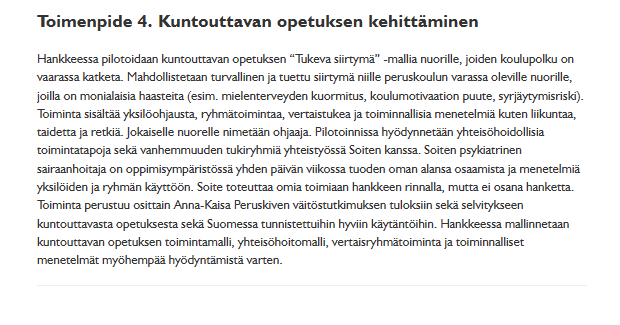 Toimenpide 4. Kuntouttavan opetuksen kehittäminen
Hankkeessa pilotoidaan kuntouttavan opetuksen “Tukeva siirtymä” -mallia nuorille, joiden koulupolku on
vaarassa katketa. Mahdollistetaan turvallinen ja tuettu siirtymä niille peruskoulun varassa oleville nuorille,
joilla on monialaisia haasteita (esim. mielenterveyden kuormitus, koulumotivaation puute, syrjäytymisriski).
Toiminta sisältää yksilöohjausta, ryhmätoimintaa, vertaistukea ja toiminnallisia menetelmiä kuten liikuntaa,
taidetta ja retkiä. Jokaiselle nuorelle nimetään ohjaaja. Pilotoinnissa hyödynnetään yhteisöhoidollisia
toimintatapoja sekä vanhemmuuden tukiryhmiä yhteistyössä Soiten kanssa. Soiten psykiatrinen
sairaanhoitaja on oppimisympäristössä yhden päivän viikossa tuoden oman alansa osaamista ja menetelmiä
yksilöiden ja ryhmän käyttöön. Soite toteuttaa omia toimiaan hankkeen rinnalla, mutta ei osana hanketta.
Toiminta perustuu osittain Anna-Kaisa Peruskiven väitöstutkimuksen tuloksiin sekä selvitykseen
kuntouttavasta opetuksesta sekä Suomessa tunnistettuihin hyviin käytäntöihin. Hankkeessa mallinnetaan
kuntouttavan opetuksen toimintamalli, yhteisöhoitomalli, vertaisryhmätoiminta ja toiminnalliset
menetelmät myöhempää hyödyntämistä varten.